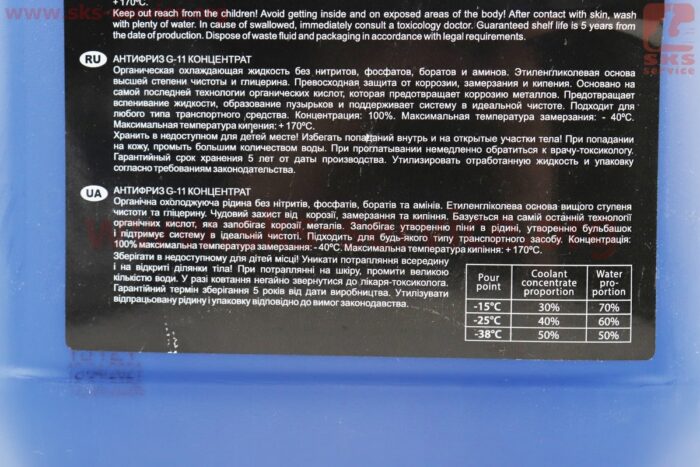 +170°C.
Keep out reach from the children! Avoid getting inside and on exposed areas of the body! After contact with skin, wash
with plenty of water. In cause of swallowed, immediately consult a toxicology doctor. Guaranteed shelf life is 5 years from
the date of production. Dispose of waste fluid and packaging in accordance with legal requirements.
SKS
service
RU
АНТИФРИЗ G-11 КОНЦЕНТРАТ
Органическая охлаждающая жидкость без нитритов, фосфатов, боратов и аминов. Этиленгликолевая основа
высшей степени чистоты и глицерина. Превосходная защита от коррозии, замерзания и кипения. Основано на
самой последней технологии органических кислот, которая предотвращает коррозию металлов. Предотвращает
вспенивание жидкости, образование пузырьков и поддерживает систему в идеальной чистоте. Подходит для
любого типа транспортного средства. Концентрация: 100%. Максимальная температура замерзания: - 40°C.
Максимальная температура кипения: + 170°C.
Хранить в недоступном для детей месте! Избегать попаданий внутрь и на открытые участки тела! При попадании
на кожу, промыть большим количеством воды. При проглатывании немедленно обратиться к врачу-токсикологу.
Гарантийный срок хранения 5 лет от даты производства. Утилизировать отработанную жидкость и упаковку
согласно требованиям законодательства.
UA
АНТИФРИЗ G-11 КОНЦЕНТРАТ
Органічна охолоджуюча рідина без нітритів, фосфатів, боратів та амінів. Етиленгліколева основа вищого ступеня
чистоти та гліцерину. Чудовий захист від корозії, замерзання та кипіння. Базується на самій останній технології
органічних кислот, яка запобігає корозії металів. Запобігає утворенню піни в рідині, утворенню бульбашок
і підтримує систему в ідеальній чистоті. Підходить для будь-якого типу транспортного засобу. Концентрація:
100% максимальна температура замерзання: - 40°C. Максимальна температура кипіння: + 170°C.
Зберігати в недоступному для дітей місці! Уникати потрапляння всередину
і на відкриті ділянки тіла! При потраплянні на шкіру, промити великою
кількістю води. У разі ковтання негайно звернутися до лікаря-токсиколога.
Гарантійний термін зберігання 5 років від дати виробництва. Утилізувати
відпрацьовану рідину і упаковку відповідно до вимог законодавства.
Pour point Coolant concentrate proportion Water pro-portion
-15°C 30% 70%
-25°C 40% 60%
-38°C 50% 50%